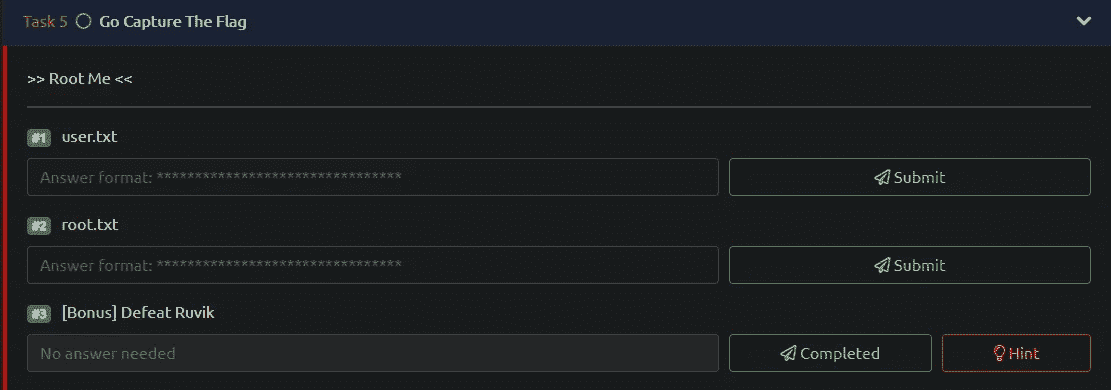 Task 5 Go Capture The Flag
>> Root Me <<
#1 user.txt
Answer format: ********************************
Submit
#2 root.txt
Answer format: ********************************
Submit
#3 [Bonus] Defeat Ruvik
No answer needed
Completed
Hint